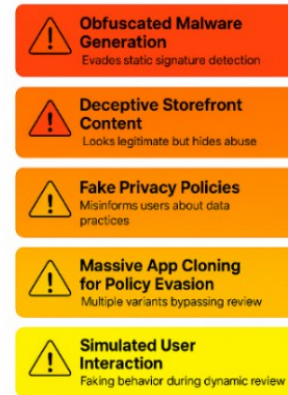 Obfuscated Malware
Generation
Evades static signature detection
Deceptive Storefront
Content
Looks legitimate but hides abuse
Fake Privacy Policies
Misinforms users about data
practices
Massive App Cloning
for Policy Evasion
Multiple variants bypassing review
Simulated User
Interaction
Faking behavior during dynamic review